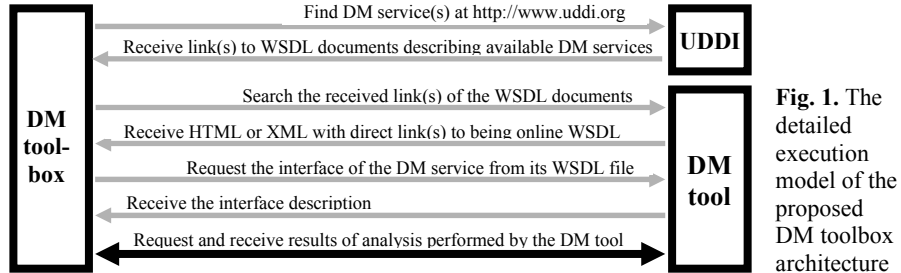 Find DM service(s) at http://www.uddi.org
Receive link(s) to WSDL documents describing available DM services
UDDI
Search the received link(s) of the WSDL documents
Receive HTML or XML with direct link(s) to being online WSDL
Request the interface of the DM service from its WSDL file
Receive the interface description
Request and receive results of analysis performed by the DM tool
DM
tool-
box
DM
tool
Fig. 1. The
detailed
execution
model of the
proposed
DM toolbox
architecture